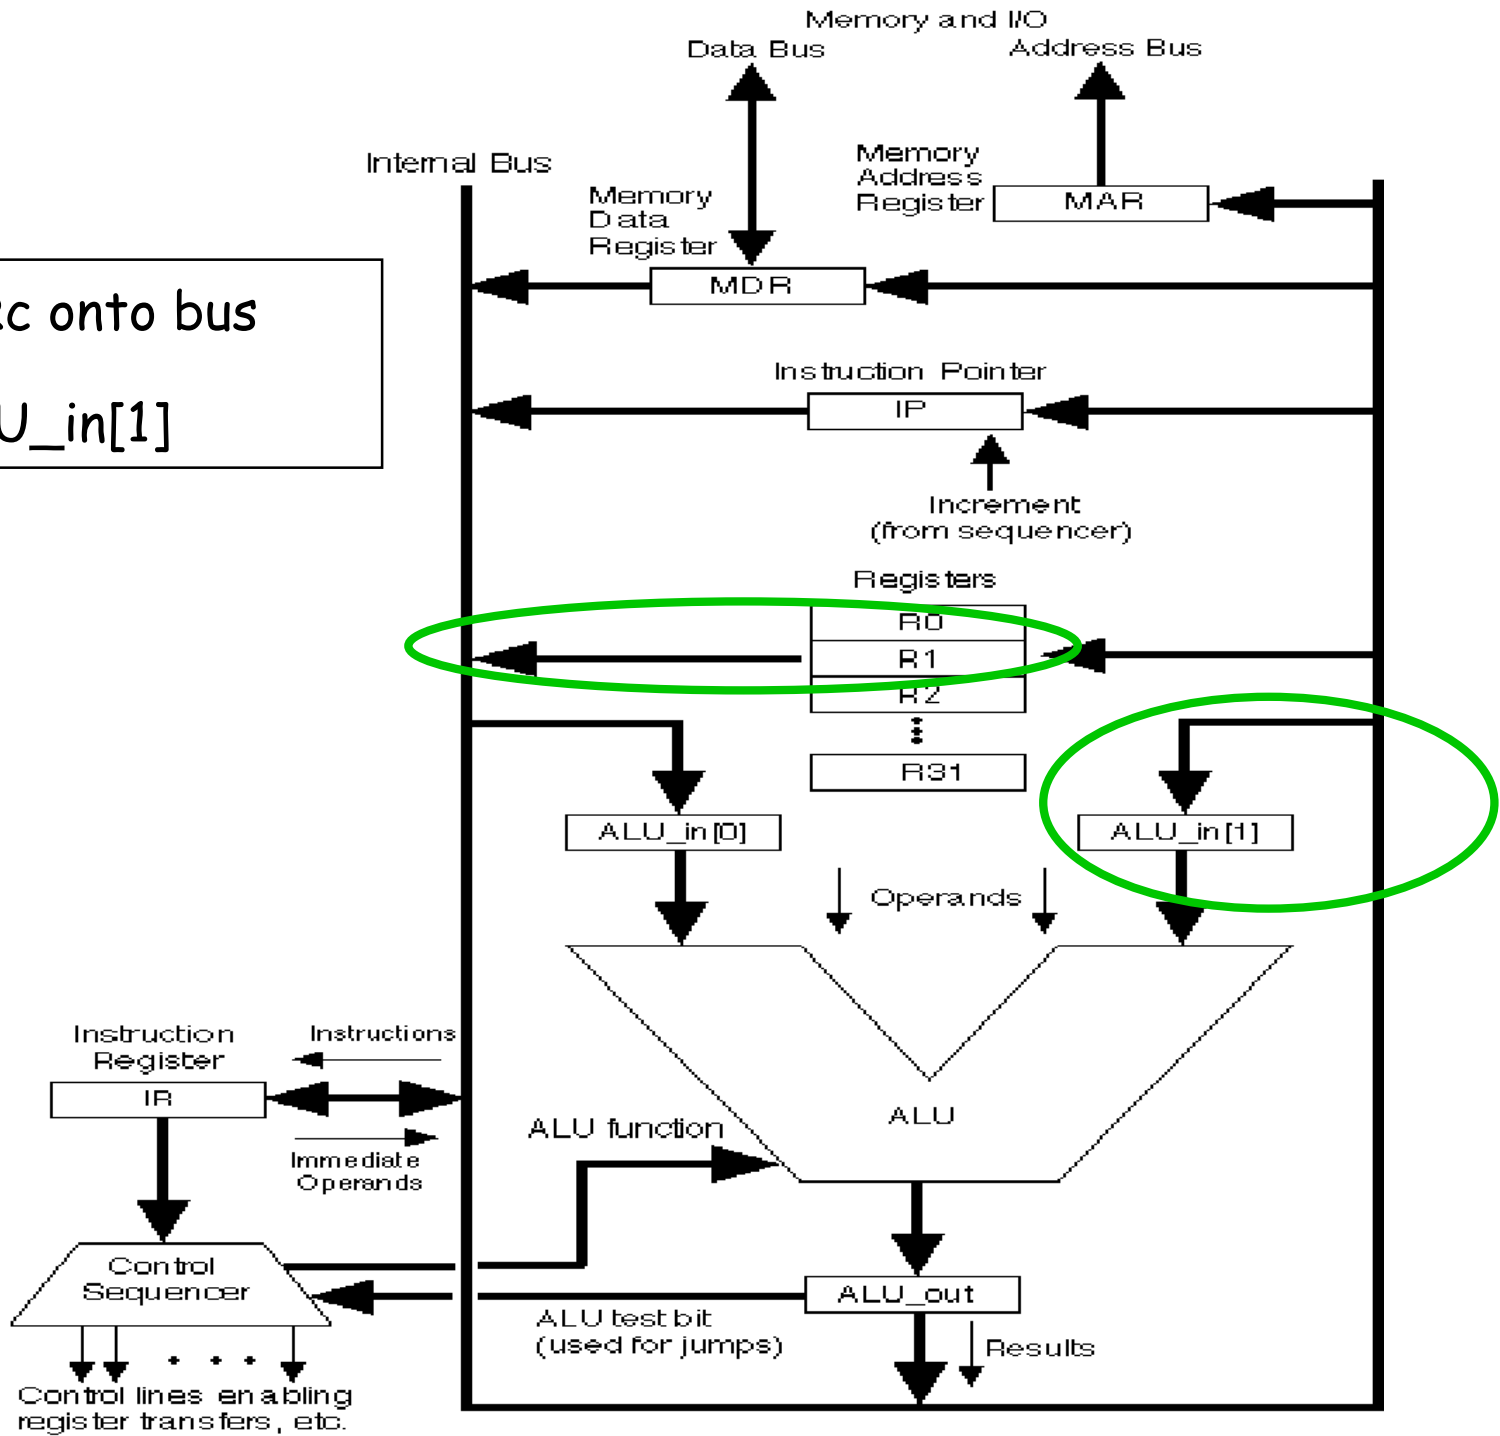 Memory and I/O
Data Bus
Address Bus
Internal Bus
Memory
Address
Register
MAR
Memory
Data
Register
MDR
onto bus
U_in[1]
Instruction Pointer
IP
Increment
(from sequencer)
Registers
R0
R1
R2
R31
ALU_in[0]
ALU_in[1]
Operands
Instruction
Register
Instructions
IR
Immediate
Operands
ALU function
ALU
Control
Sequencer
ALU_out
ALU test bit
(used for jumps)
Results
Control lines enabling
register transfers, etc.